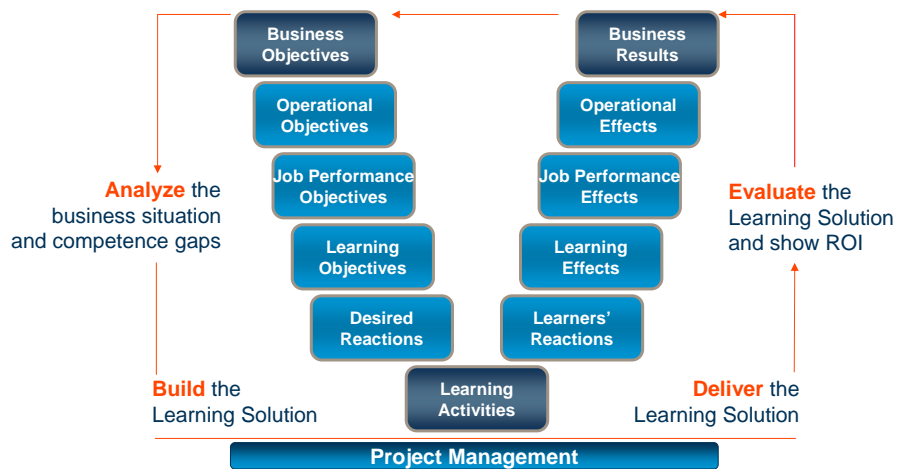 Business
Objectives
Business
Results
Operational
Objectives
Operational
Effects
Job Performance
Objectives
Job Performance
Effects
Analyze the
business situation
and competence gaps
Evaluate the
Learning Solution
and show ROI
Learning
Objectives
Learning
Effects
Desired
Reactions
Learners’
Reactions
Build the
Learning Solution
Learning
Activities
Deliver the
Learning Solution
Project Management